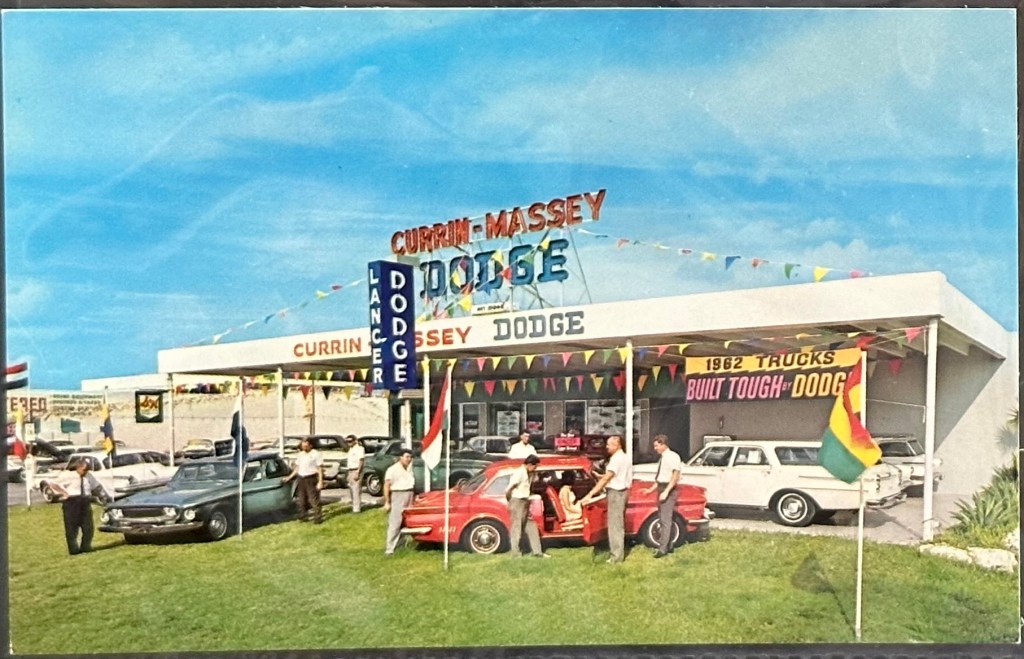 CURRIN-MASSEY
DODGE
LANCER
DODGE
CURRIN MASSEY DODGE
1962 TRUCKS
BUILT TOUGH BY DODGE